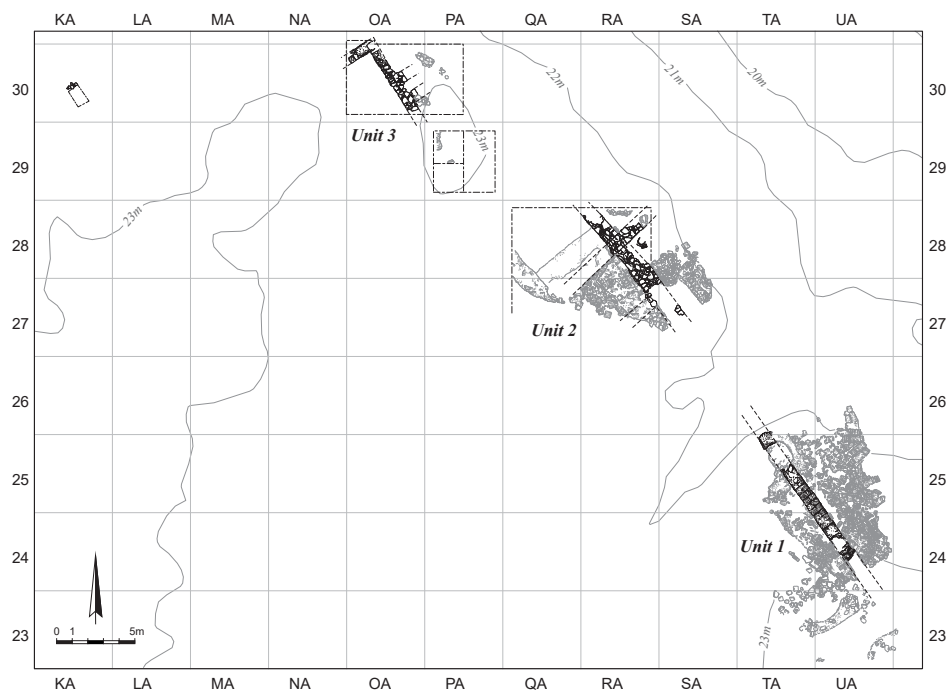 KA LA MA NA OA PA QA RA SA TA UA
30 30
22m 21m 20m
Unit 3
23m
29 29
23m
28 28
Unit 2
27 27
26 26
25 25
Unit 1
24 24
0 1 5m
23m
23 23
KA LA MA NA OA PA QA RA SA TA UA